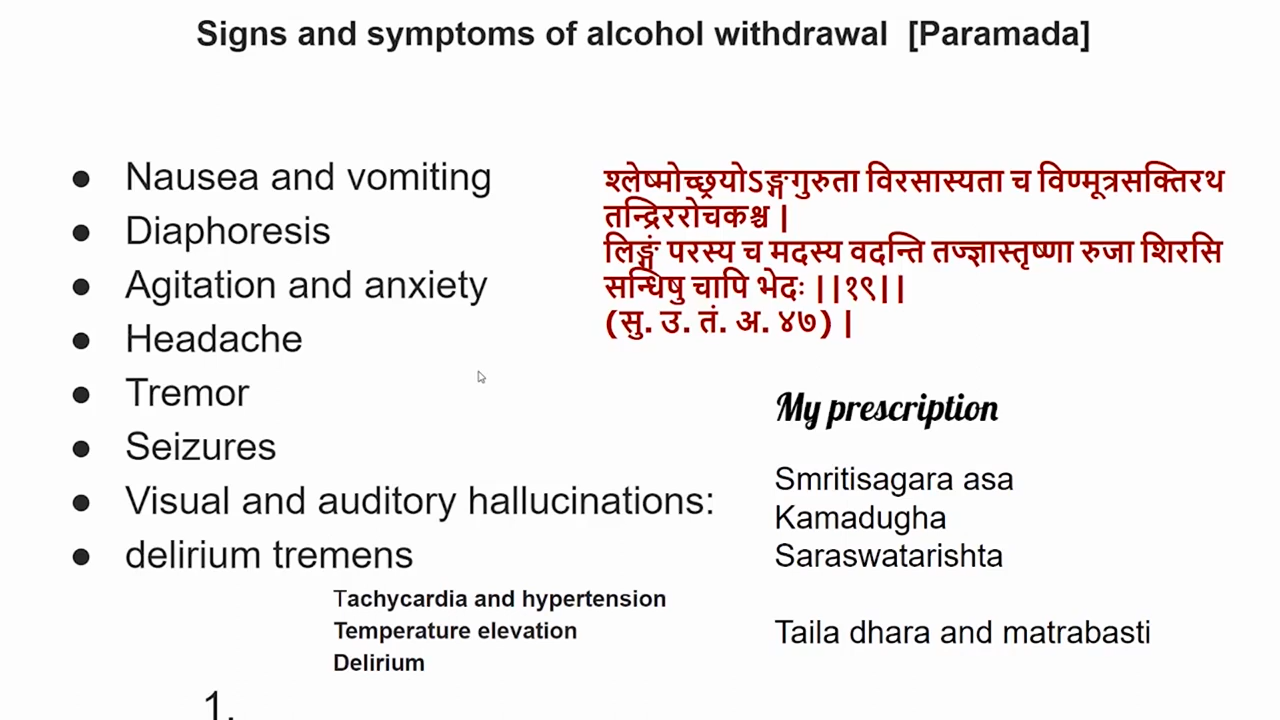 Signs and symptoms of alcohol withdrawal [Paramada]
● Nausea and vomiting
● Diaphoresis
● Agitation and anxiety
● Headache
● Tremor
● Seizures
● Visual and auditory hallucinations:
● delirium tremens
Tachycardia and hypertension
Temperature elevation
Delirium
1.
श्लेष्मोच्छ्रयोऽङ्गगुरुता विरसास्यता च विण्मूत्रसक्तिरथ
तन्द्रिररोचकश्च |
लिङ्गं परस्य च मदस्य वदन्ति तज्ज्ञास्तृष्णा रुजा शिरसि
सन्धिषु चापि भेदः ||१९||
(सु. उ. तं. अ. ४७) |
My prescription
Smritisagara asa
Kamadugha
Saraswatarishta
Taila dhara and matrabasti